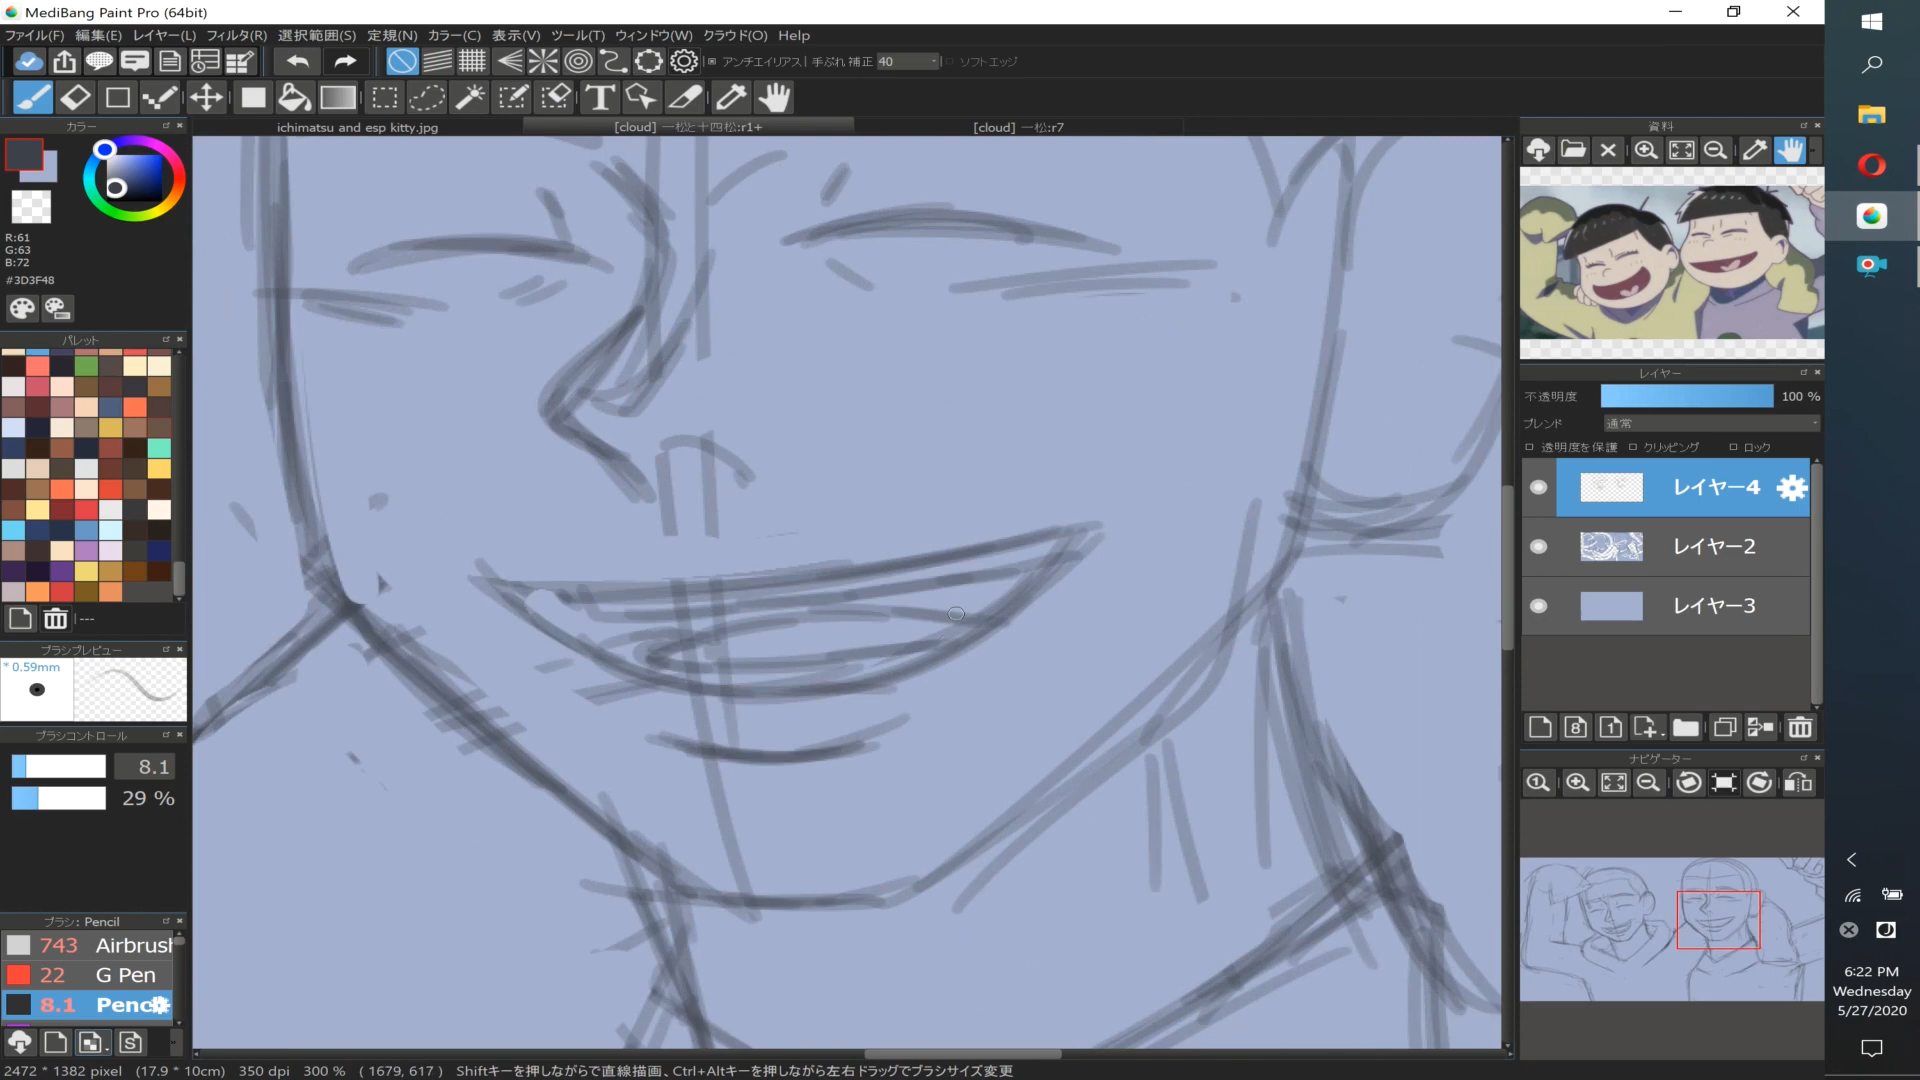 MediBang Paint Pro (64bit)
ファイル(F) 編集(E) レイヤー(L) フィルタ(R) 選択範囲(S) 定規(N) カラー(C) 表示(V) ツール(T) ウィンドウ(W) クラウド(O) Help
アンチエイリアス 手ぶれ 補正 40 ソフトエッジ
カラー
ichimatsu and esp kitty.jpg
[cloud] 一松と十四松:r1+
[cloud] 一松:r7
資料
R:61
G:63
B:72
#3D3F48
パレット
---
ブラシプレビュー
* 0.59mm
ブラシコントロール
8.1
29 %
ブラシ: Pencil
743 Airbrush
22 G Pen
8.1 Penc
レイヤー
不透明度 100 %
ブレンド 通常
透明度を保護 クリッピング ロック
レイヤー4
レイヤー2
レイヤー3
8 1
ナビゲーター
1
S
6:22 PM
Wednesday
5/27/2020
2472 * 1382 pixel (17.9 * 10cm) 350 dpi 300 % ( 1679, 617 ) Shiftキーを押しながらで直線描画、Ctrl+Altキーを押しながら左右ドラッグでブラシサイズ変更